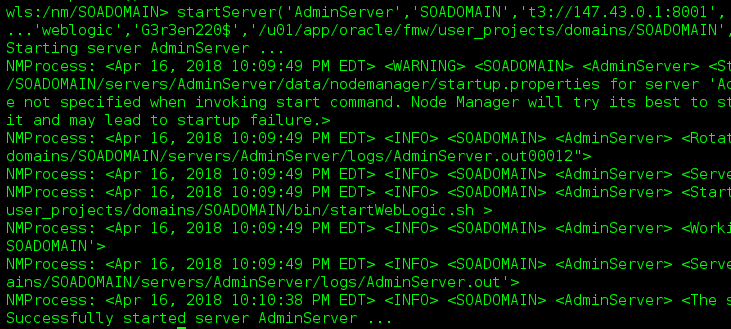 wls:/nm/SOADOMAIN> startServer('AdminServer','SOADOMAIN','t3://147.43.0.1:8001',
...'weblogic','G3r3en220$','/u01/app/oracle/fmw/user_projects/domains/SOADOMAIN',
Starting server AdminServer ...
NMProcess: <Apr 16, 2018 10:09:49 PM EDT> <WARNING> <SOADOMAIN> <AdminServer> <St
/SOADOMAIN/servers/AdminServer/data/nodemanager/startup.properties for server 'Ad
e not specified when invoking start command. Node Manager will try its best to st
it and may lead to startup failure.>
NMProcess: <Apr 16, 2018 10:09:49 PM EDT> <INFO> <SOADOMAIN> <AdminServer> <Rotat
domains/SOADOMAIN/servers/AdminServer/logs/AdminServer.out00012">
NMProcess: <Apr 16, 2018 10:09:49 PM EDT> <INFO> <SOADOMAIN> <AdminServer> <Serve
NMProcess: <Apr 16, 2018 10:09:49 PM EDT> <INFO> <SOADOMAIN> <AdminServer> <Start
user_projects/domains/SOADOMAIN/bin/startWebLogic.sh >
NMProcess: <Apr 16, 2018 10:09:49 PM EDT> <INFO> <SOADOMAIN> <AdminServer> <Worki
SOADOMAIN'>
NMProcess: <Apr 16, 2018 10:09:49 PM EDT> <INFO> <SOADOMAIN> <AdminServer> <Serve
ains/SOADOMAIN/servers/AdminServer/logs/AdminServer.out'>
NMProcess: <Apr 16, 2018 10:10:38 PM EDT> <INFO> <SOADOMAIN> <AdminServer> <The s
Successfully started server AdminServer ...